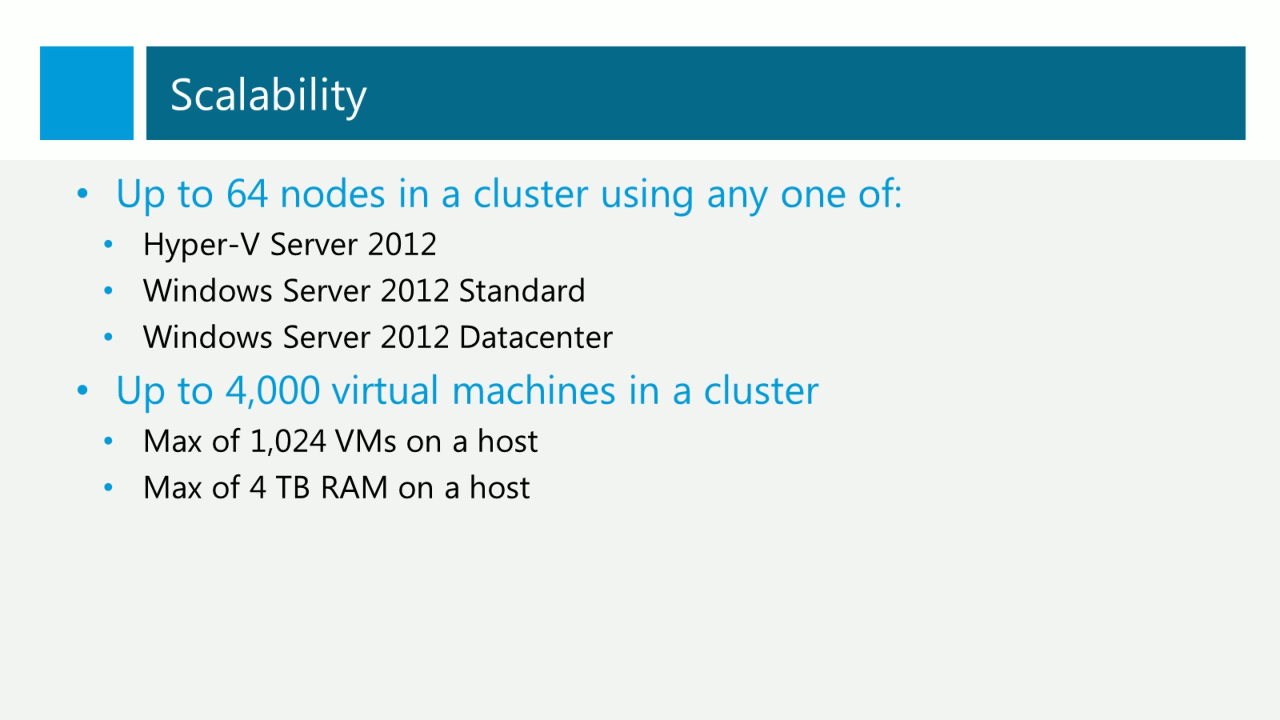 Scalability
• Up to 64 nodes in a cluster using any one of:
• Hyper-V Server 2012
• Windows Server 2012 Standard
• Windows Server 2012 Datacenter
• Up to 4,000 virtual machines in a cluster
• Max of 1,024 VMs on a host
• Max of 4 TB RAM on a host